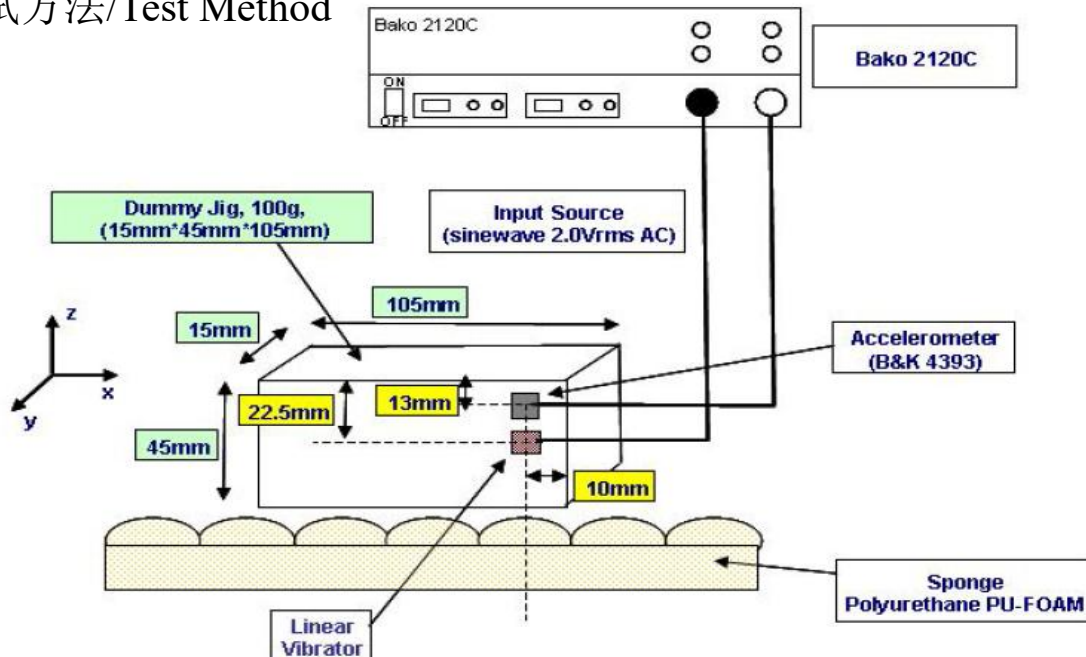 试方法/Test Method
Bako 2120C
ON
OFF
Bako 2120C
Dummy Jig, 100g,
(15mm*45mm*105mm)
Input Source
(sinewave 2.0Vrms AC)
105mm
15mm
z
x
y
Accelerometer
(B&K 4393)
13mm
22.5mm
45mm
10mm
Sponge
Polyurethane PU-FOAM
Linear
Vibrator